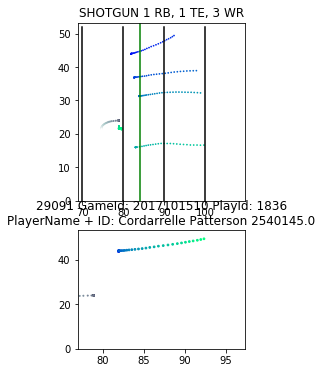 SHOTGUN 1 RB, 1 TE, 3 WR
50
40
30
20
10
0
70 80 90 100
29091 GameId: 2017101510 PlayId: 1836
PlayerName + ID: Cordarrelle Patterson 2540145.0
40
20
0
80 85 90 95